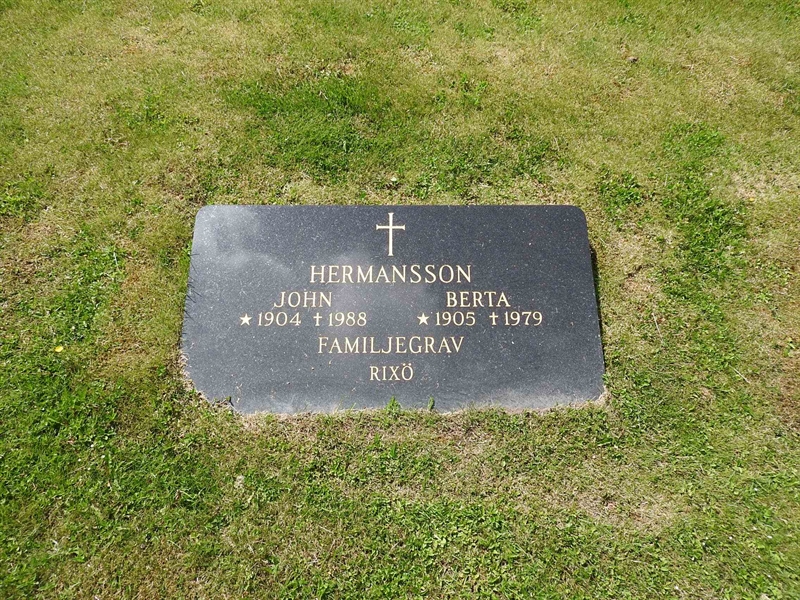 HERMANSSON
JOHN BERTA
★1904 ✝1988 ★1905 ✝1979
FAMILJEGRAV
RIXÖ